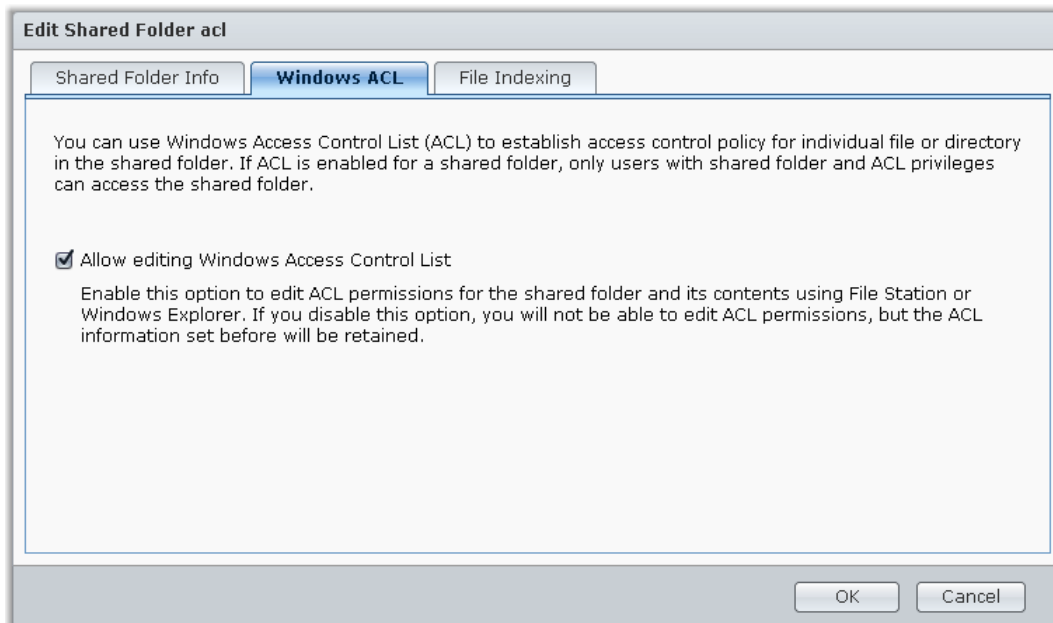 Edit Shared Folder acl
Shared Folder Info
Windows ACL
File Indexing
You can use Windows Access Control List (ACL) to establish access control policy for individual file or directory
in the shared folder. If ACL is enabled for a shared folder, only users with shared folder and ACL privileges
can access the shared folder.
Allow editing Windows Access Control List
Enable this option to edit ACL permissions for the shared folder and its contents using File Station or
Windows Explorer. If you disable this option, you will not be able to edit ACL permissions, but the ACL
information set before will be retained.
OK
Cancel